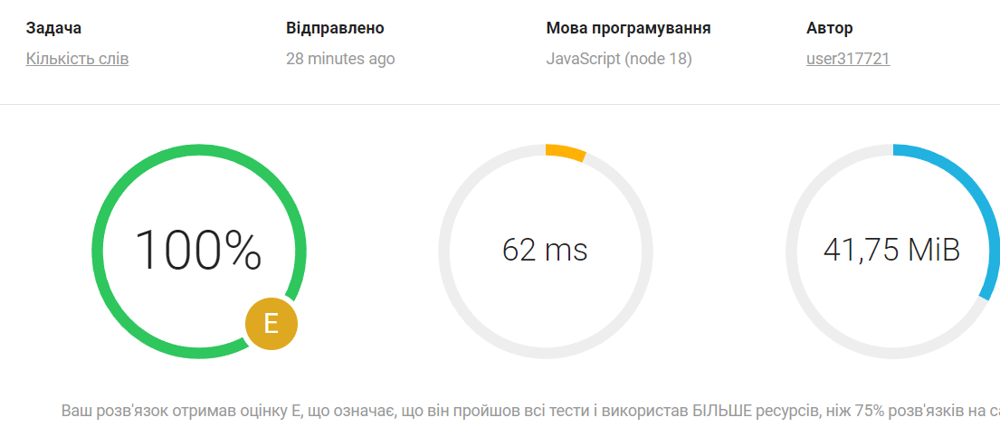 Задача Відправлено Мова програмування Автор
Кількість слів 28 minutes ago JavaScript (node 18) user317721
100% 62 ms 41,75 MiB
E
Ваш розв'язок отримав оцінку E, що означає, що він пройшов всі тести і використав БІЛЬШЕ ресурсів, ніж 75% розв'язків на